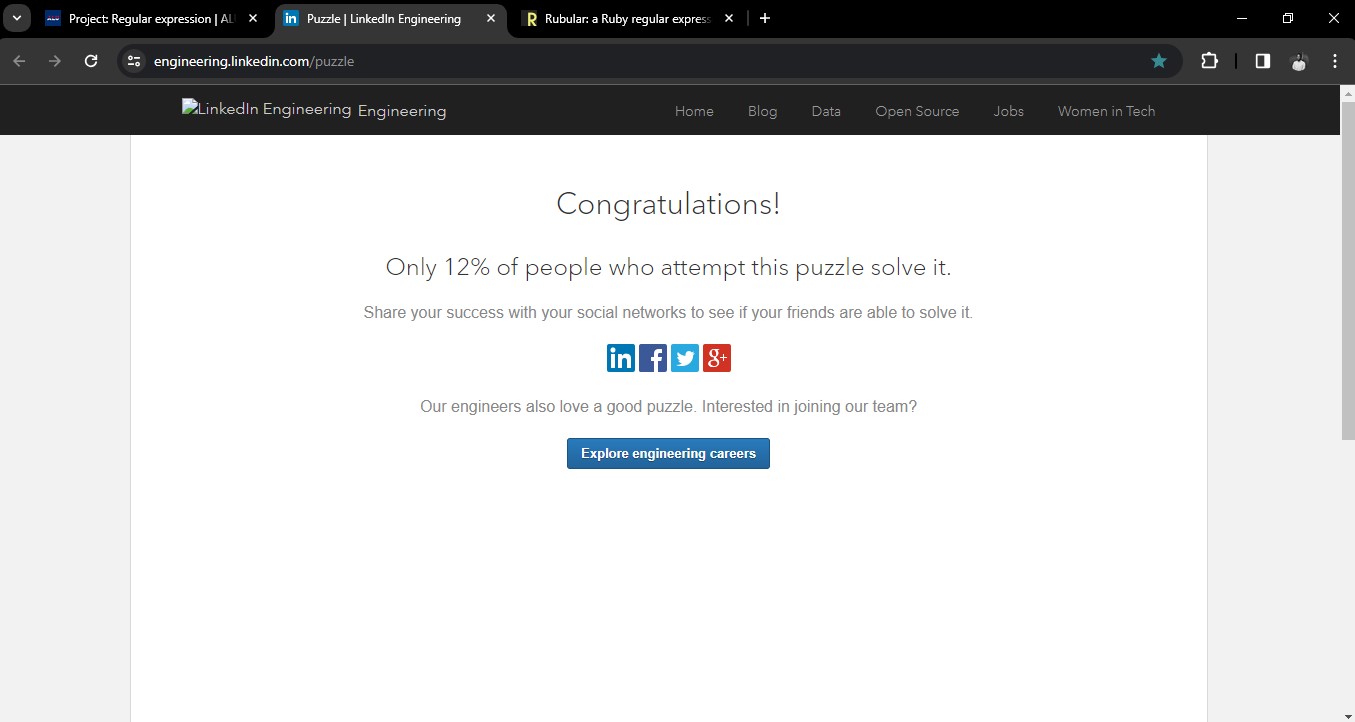 Project: Regular expression | AL
Puzzle | LinkedIn Engineering
Rubular: a Ruby regular express
engineering.linkedin.com/puzzle
LinkedIn Engineering Engineering
Home Blog Data Open Source Jobs Women in Tech
Congratulations!
Only 12% of people who attempt this puzzle solve it.
Share your success with your social networks to see if your friends are able to solve it.
in f g+
Our engineers also love a good puzzle. Interested in joining our team?
Explore engineering careers